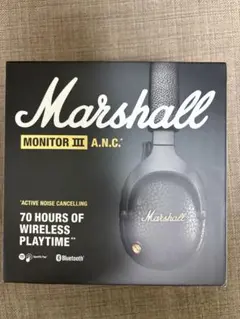 Marshall
MONITOR III A.N.C.*
*ACTIVE NOISE CANCELLING
70 HOURS OF
WIRELESS
PLAYTIME**
Marshall
Bluetooth